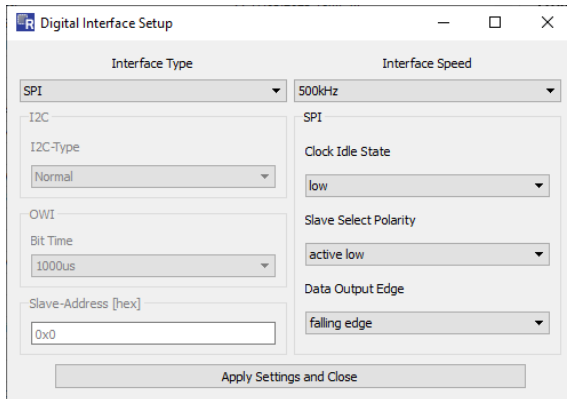 Digital Interface Setup
Interface Type
Interface Speed
SPI
500kHz
I2C
I2C-Type
Normal
OWI
Bit Time
1000us
Slave-Address [hex]
0x0
SPI
Clock Idle State
low
Slave Select Polarity
active low
Data Output Edge
falling edge
Apply Settings and Close